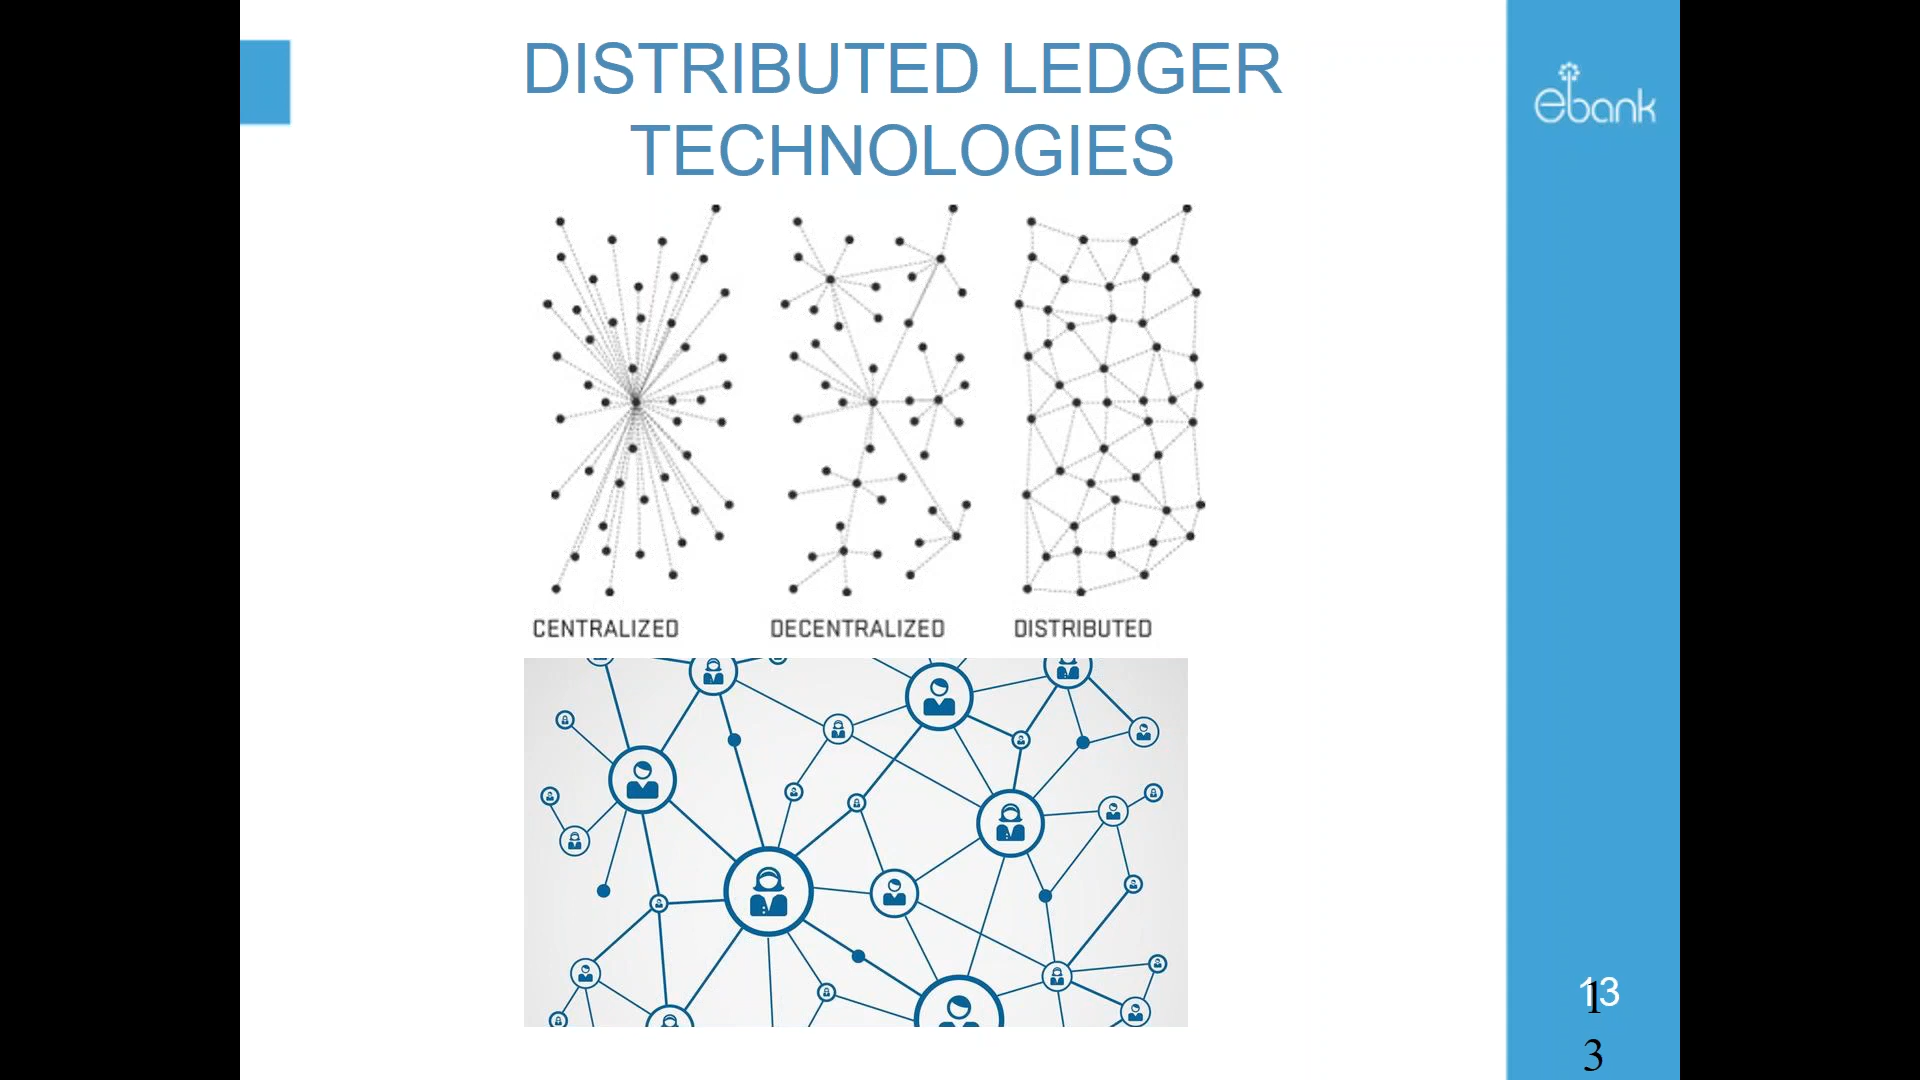 DISTRIBUTED LEDGER
TECHNOLOGIES
ebank
CENTRALIZED
DECENTRALIZED
DISTRIBUTED
13
1
3